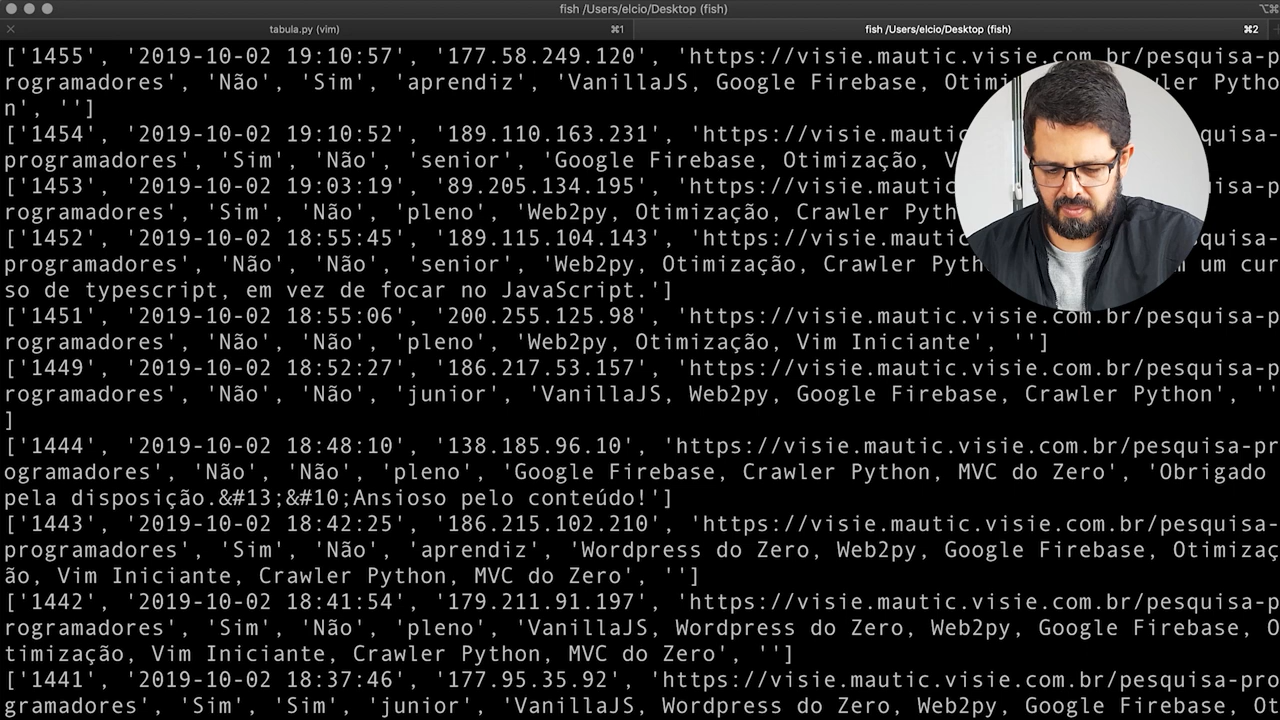 fish /Users/elcio/Desktop (fish)
tabula.py (vim) ⌘1 fish /Users/elcio/Desktop (fish) ⌘2
['1455', '2019-10-02 19:10:57', '177.58.249.120', 'https://visie.mautic.visie.com.br/pesquisa-p
rogramadores', 'Não', 'Sim', 'aprendiz', 'VanillaJS, Google Firebase, Crawler Pytho
n', '']
['1454', '2019-10-02 19:10:52', '189.110.163.231', 'https://visie.mautic pesquisa-
programadores', 'Sim', 'Não', 'senior', 'Google Firebase, Otimização,
['1453', '2019-10-02 19:03:19', '89.205.134.195', 'https://visie.mautic pesquisa-p
rogramadores', 'Sim', 'Não', 'pleno', 'Web2py, Otimização, Crawler
['1452', '2019-10-02 18:55:45', '189.115.104.143', 'https://visie.mautic pesquisa-
programadores', 'Não', 'Não', 'senior', 'Web2py, Otimização, Crawler um cur
so de typescript, em vez de focar no JavaScript.']
['1451', '2019-10-02 18:55:06', '200.255.125.98', 'https://visie.mautic.visie.com.br/pesquisa-p
rogramadores', 'Não', 'Não', 'pleno', 'Web2py, Otimização, Vim Iniciante', '']
['1449', '2019-10-02 18:52:27', '186.217.53.157', 'https://visie.mautic.visie.com.br/pesquisa-p
rogramadores', 'Não', 'Não', 'junior', 'VanillaJS, Web2py, Google Firebase, Crawler Python', ''
]
['1444', '2019-10-02 18:48:10', '138.185.96.10', 'https://visie.mautic.visie.com.br/pesquisa-pr
ogramadores', 'Não', 'Não', 'pleno', 'Google Firebase, Crawler Python, MVC do Zero', 'Obrigado
pela disposição.&#13;&#10;Ansioso pelo conteúdo!']
['1443', '2019-10-02 18:42:25', '186.215.102.210', 'https://visie.mautic.visie.com.br/pesquisa-
programadores', 'Sim', 'Não', 'aprendiz', 'Wordpress do Zero, Web2py, Google Firebase, Otimizaç
ão, Vim Iniciante, Crawler Python, MVC do Zero', '']
['1442', '2019-10-02 18:41:54', '179.211.91.197', 'https://visie.mautic.visie.com.br/pesquisa-p
rogramadores', 'Sim', 'Não', 'pleno', 'VanillaJS, Wordpress do Zero, Web2py, Google Firebase, O
timização, Vim Iniciante, Crawler Python, MVC do Zero', '']
['1441', '2019-10-02 18:37:46', '177.95.35.92', 'https://visie.mautic.visie.com.br/pesquisa-pro
gramadores', 'Sim', 'Sim', 'junior', 'VanillaJS, Wordpress do Zero, Web2py, Google Firebase, Ot